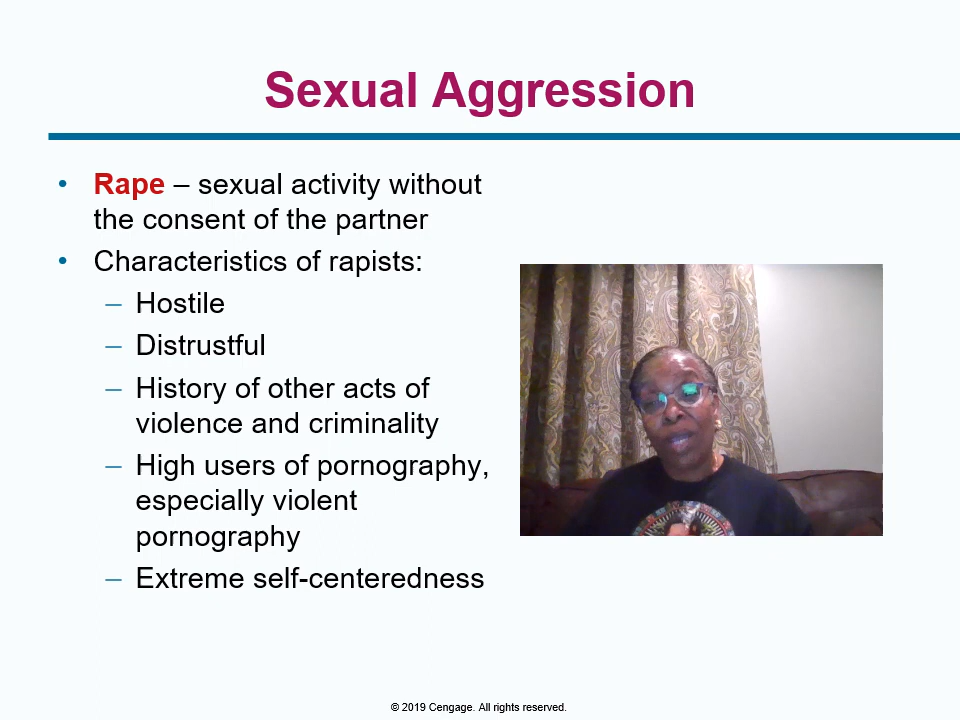 Sexual Aggression
• Rape – sexual activity without
the consent of the partner
• Characteristics of rapists:
– Hostile
– Distrustful
– History of other acts of
violence and criminality
– High users of pornography,
especially violent
pornography
– Extreme self-centeredness
© 2019 Cengage. All rights reserved.